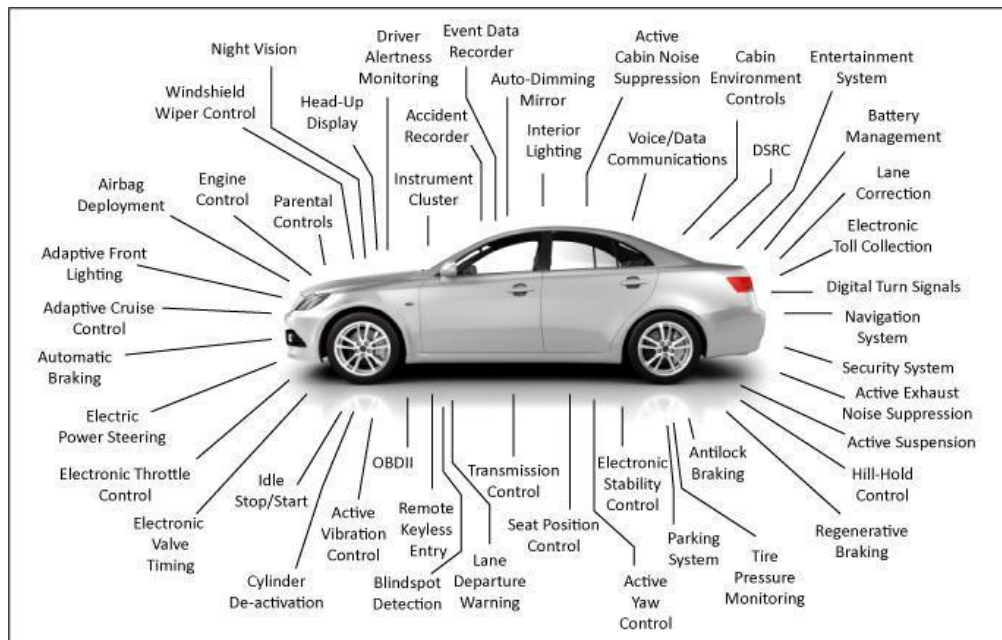 Night Vision
Windshield
Wiper Control
Head-Up
Display
Driver
Alertness
Monitoring
Event Data
Recorder
Accident
Recorder
Auto-Dimming
Mirror
Active
Cabin Noise
Suppression
Interior
Lighting
Cabin
Environment
Controls
Voice/Data
Communications
DSRC
Entertainment
System
Battery
Management
Lane
Correction
Electronic
Toll Collection
Digital Turn Signals
Navigation
System
Security System
Active Exhaust
Noise Suppression
Active Suspension
Hill-Hold
Control
Regenerative
Braking
Airbag
Deployment
Engine
Control
Parental
Controls
Instrument
Cluster
Adaptive Front
Lighting
Adaptive Cruise
Control
Automatic
Braking
Electric
Power Steering
Electronic Throttle
Control
Electronic
Valve
Timing
Idle
Stop/Start
Cylinder
De-activation
Active
Vibration
Control
OBDII
Remote
Keyless
Entry
Blindspot
Detection
Lane
Departure
Warning
Transmission
Control
Seat Position
Control
Electronic
Stability
Control
Active
Yaw
Control
Parking
System
Antilock
Braking
Tire
Pressure
Monitoring